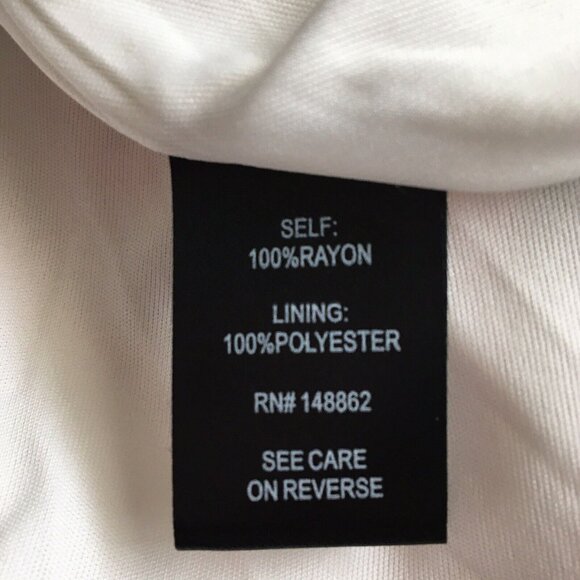 SELF:
100%RAYON
LINING:
100%POLYESTER
RN# 148862
SEE CARE
ON REVERSE